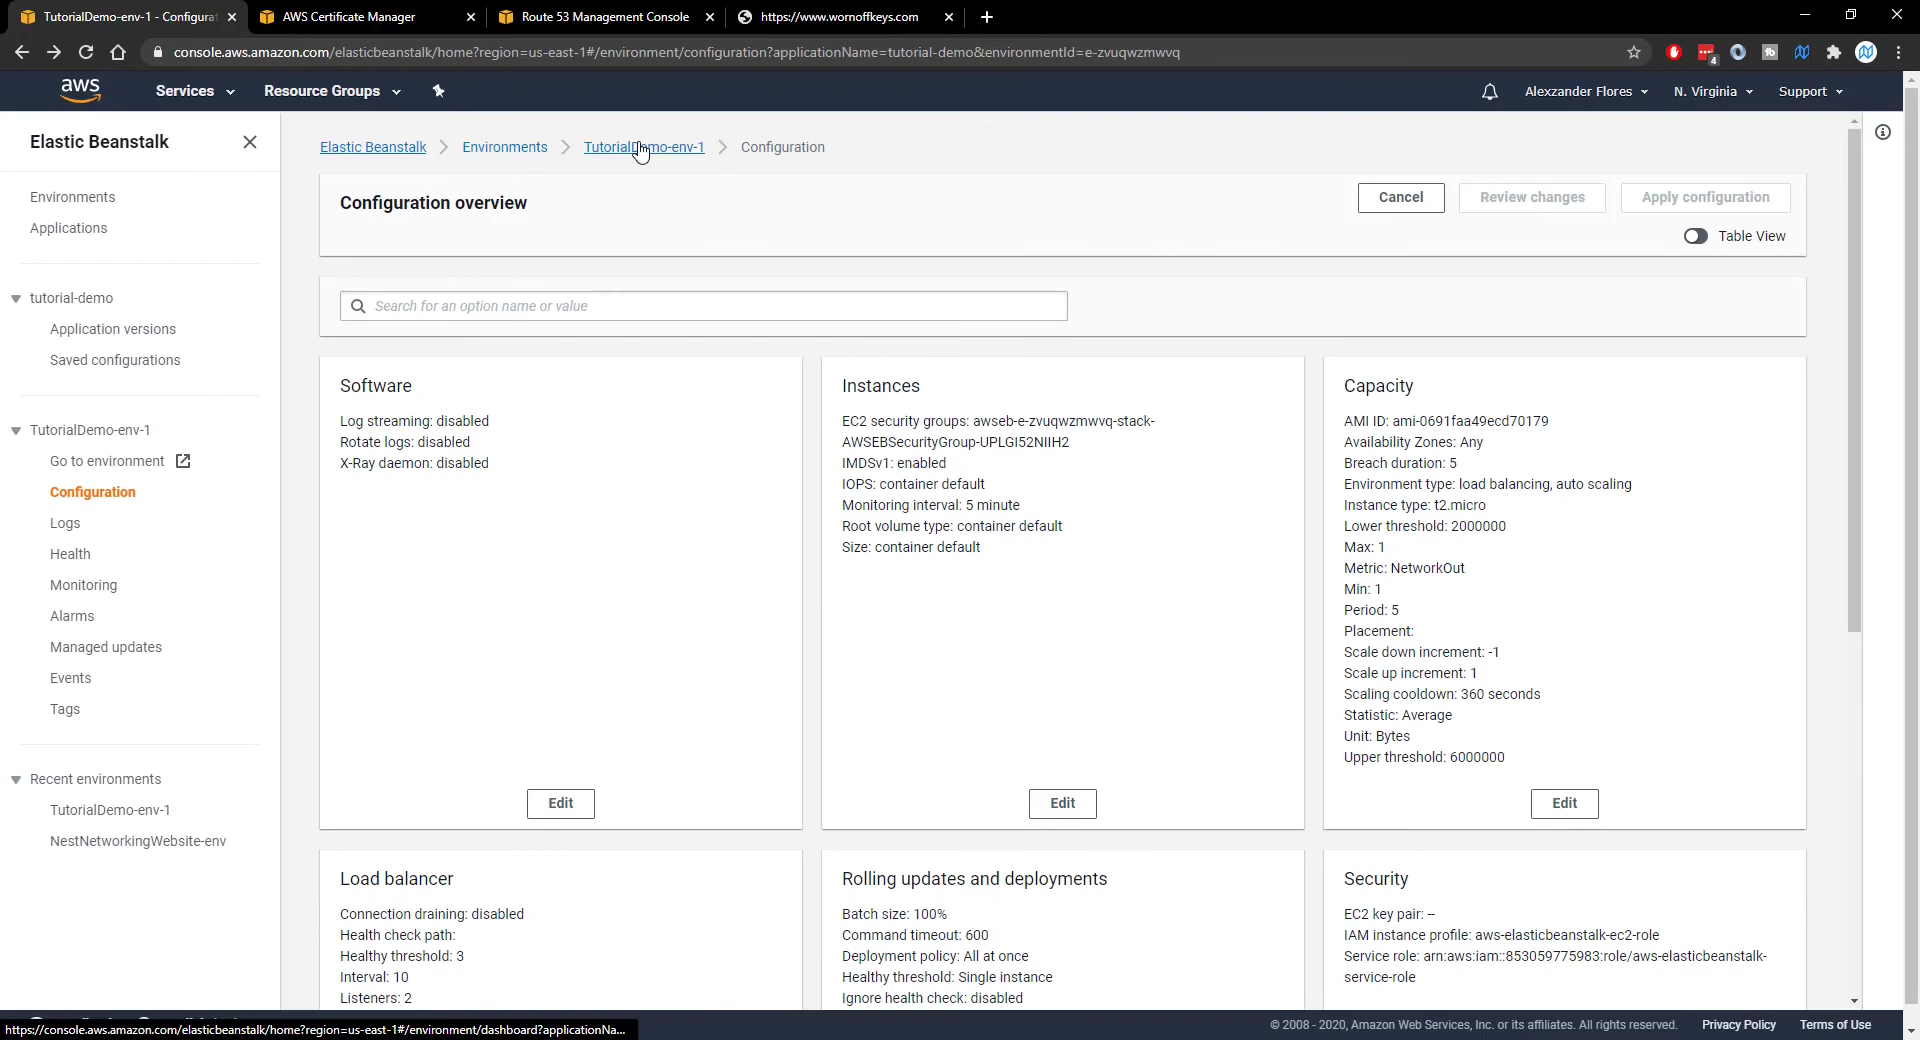 TutorialDemo-env-1 - Configurat
AWS Certificate Manager
Route 53 Management Console
https://www.wornoffkeys.com
console.aws.amazon.com/elasticbeanstalk/home?region=us-east-1#/environment/configuration?applicationName=tutorial-demo&environmentId=e-zvuqwzmwvq
4
aws
Services
Resource Groups
Alexzander Flores
N. Virginia
Support
Elastic Beanstalk
Environments
Applications
tutorial-demo
Application versions
Saved configurations
TutorialDemo-env-1
Go to environment
Configuration
Logs
Health
Monitoring
Alarms
Managed updates
Events
Tags
Recent environments
TutorialDemo-env-1
NestNetworkingWebsite-env
Elastic Beanstalk
Environments
TutorialDemo-env-1
Configuration
Configuration overview
Cancel
Review changes
Apply configuration
Table View
Search for an option name or value
Software
Log streaming: disabled
Rotate logs: disabled
X-Ray daemon: disabled
Edit
Instances
EC2 security groups: awseb-e-zvuqwzmwvq-stack-
AWSEBSecurityGroup-UPLGI52NIIH2
IMDSv1: enabled
IOPS: container default
Monitoring interval: 5 minute
Root volume type: container default
Size: container default
Edit
Capacity
AMI ID: ami-0691faa49ecd70179
Availability Zones: Any
Breach duration: 5
Environment type: load balancing, auto scaling
Instance type: t2.micro
Lower threshold: 2000000
Max: 1
Metric: NetworkOut
Min: 1
Period: 5
Placement:
Scale down increment: -1
Scale up increment: 1
Scaling cooldown: 360 seconds
Statistic: Average
Unit: Bytes
Upper threshold: 6000000
Edit
Load balancer
Connection draining: disabled
Health check path:
Healthy threshold: 3
Interval: 10
Listeners: 2
Rolling updates and deployments
Batch size: 100%
Command timeout: 600
Deployment policy: All at once
Healthy threshold: Single instance
Ignore health check: disabled
Security
EC2 key pair: --
IAM instance profile: aws-elasticbeanstalk-ec2-role
Service role: arn:aws:iam::853059775983:role/aws-elasticbeanstalk-
service-role
https://console.aws.amazon.com/elasticbeanstalk/home?region=us-east-1#/environment/dashboard?applicationNa...
© 2008 - 2020, Amazon Web Services, Inc. or its affiliates. All rights reserved.
Privacy Policy
Terms of Use